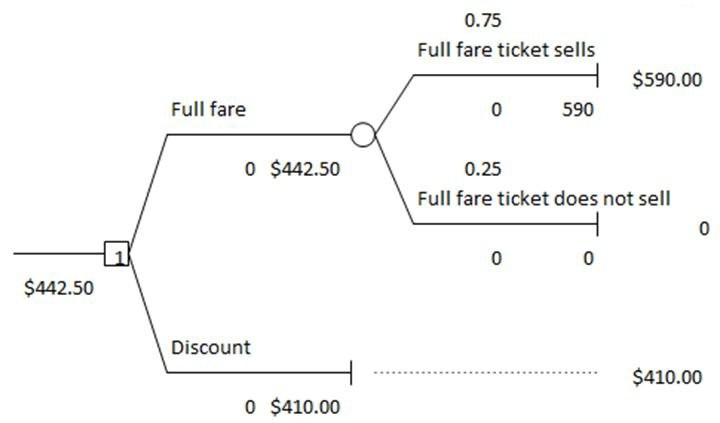 0.75
Full fare ticket sells
$590.00
Full fare
0 590
0 $442.50
0.25
Full fare ticket does not sell
0
1
0 0
$442.50
Discount
$410.00
0 $410.00